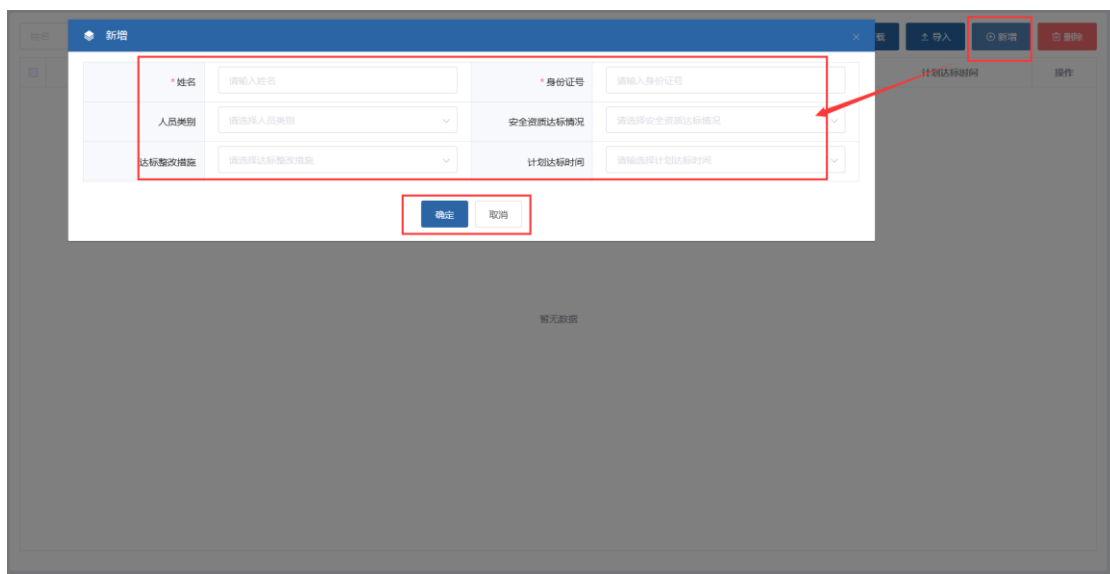 姓名
新增
载
导入
新增
删除
计划达标时间
操作
*姓名
请输入姓名
*身份证号
请输入身份证号
人员类别
请选择人员类别
安全资质达标情况
请选择安全资质达标情况
达标整改措施
请选择达标整改措施
计划达标时间
请输选择计划达标时间
确定
取消
暂无数据